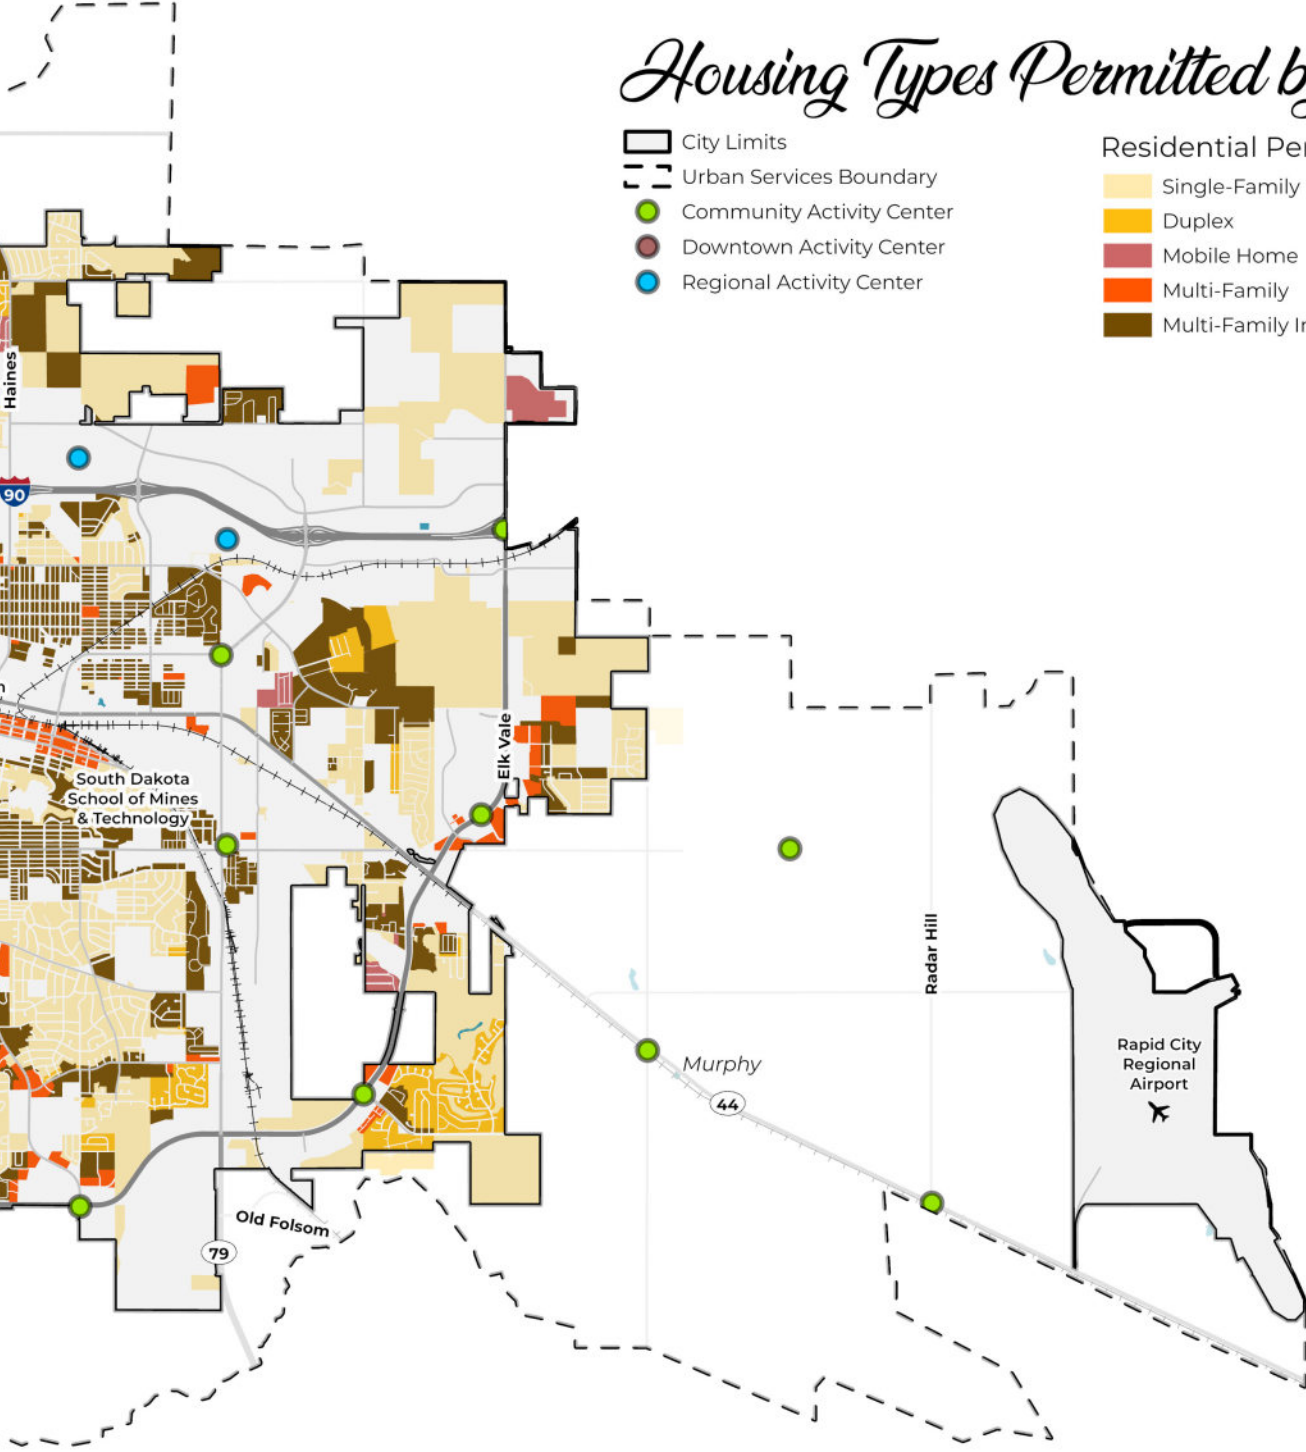 Housing Types Permitted b
City Limits
Urban Services Boundary
Community Activity Center
Downtown Activity Center
Regional Activity Center
Residential Per
Single-Family
Duplex
Mobile Home
Multi-Family
Multi-Family In
Haines
90
n
Elk Vale
South Dakota
School of Mines
& Technology
Radar Hill
Rapid City
Regional
Airport
Murphy
44
Old Folsom
79